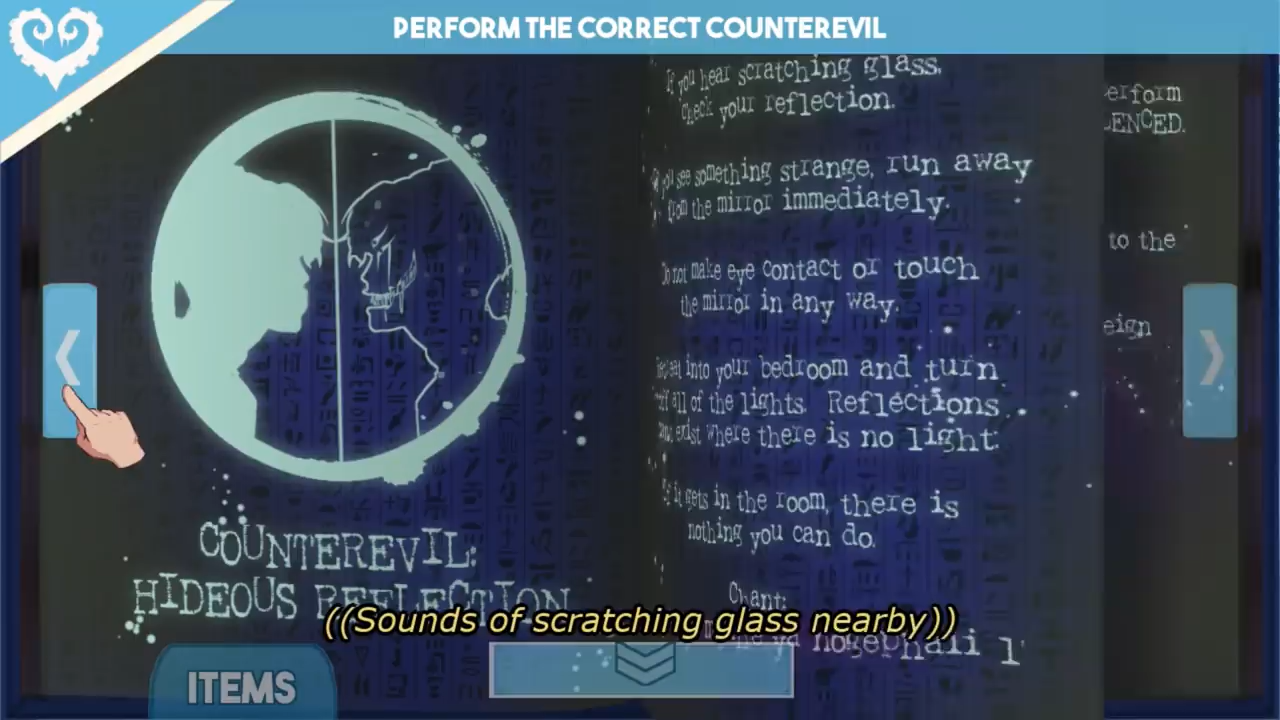 PERFORM THE CORRECT COUNTEREVIL
If you hear scratching glass,
Check your reflection.
you see something strange, run away
from the mirror immediately.
Do not make eye contact or touch
the mirror in any way.
into your bedroom and turn
off all of the lights. Reflections
exist where there is no light.
If it gets in the room, there is
nothing you can do.
Chant:
ya
erform
LENCED.
to the
eign
COUNTEREVIL:
HIDEOUS REFLECTION
((Sounds of scratching glass nearby))
ITEMS